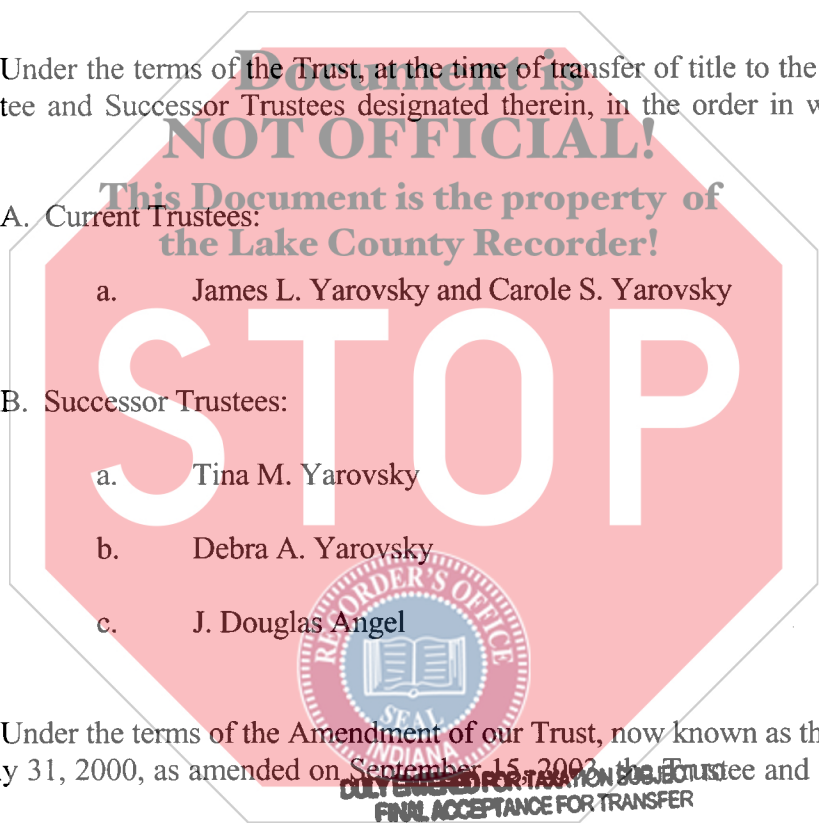 Under the terms of the Trust, at the time of transfer of title to the
Document is
tee and Successor Trustees designated therein, in the order in w
NOT OFFICIAL!
This Document is the property of
A. Current Trustees:
the Lake County Recorder!
a. James L. Yarovsky and Carole S. Yarovsky
STOP
B. Successor Trustees:
a. Tina M. Yarovsky
b. Debra A. Yarovsky
RECORDER'S OFFICE
c. J. Douglas Angel
SEAL
INDIANA
Under the terms of the Amendment of our Trust, now known as th
y 31, 2000, as amended on September 15, 2003, the Trustee and
DULY ENTERED FOR TAXATION SUBJECT TO
FINAL ACCEPTANCE FOR TRANSFER